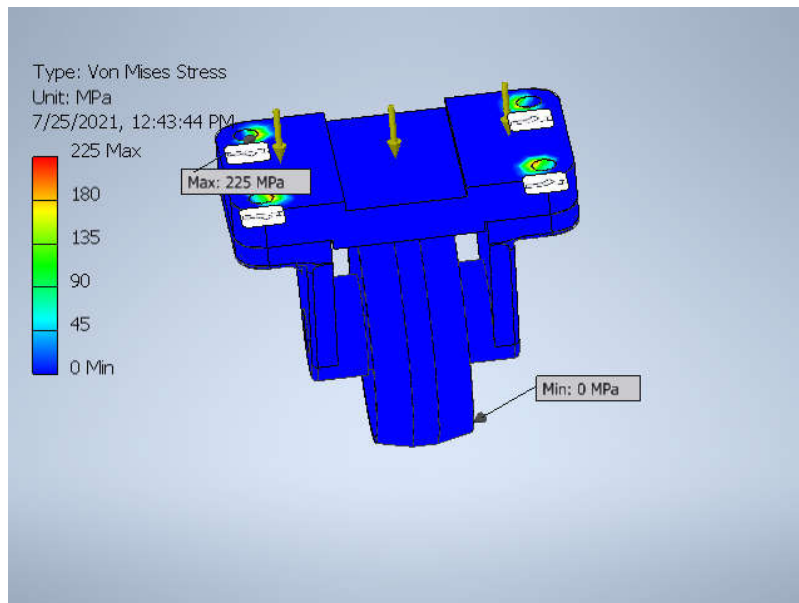 Type: Von Mises Stress
Unit: MPa
7/25/2021, 12:43:44 PM
225 Max
Max: 225 MPa
180
135
90
45
0 Min
Min: 0 MPa